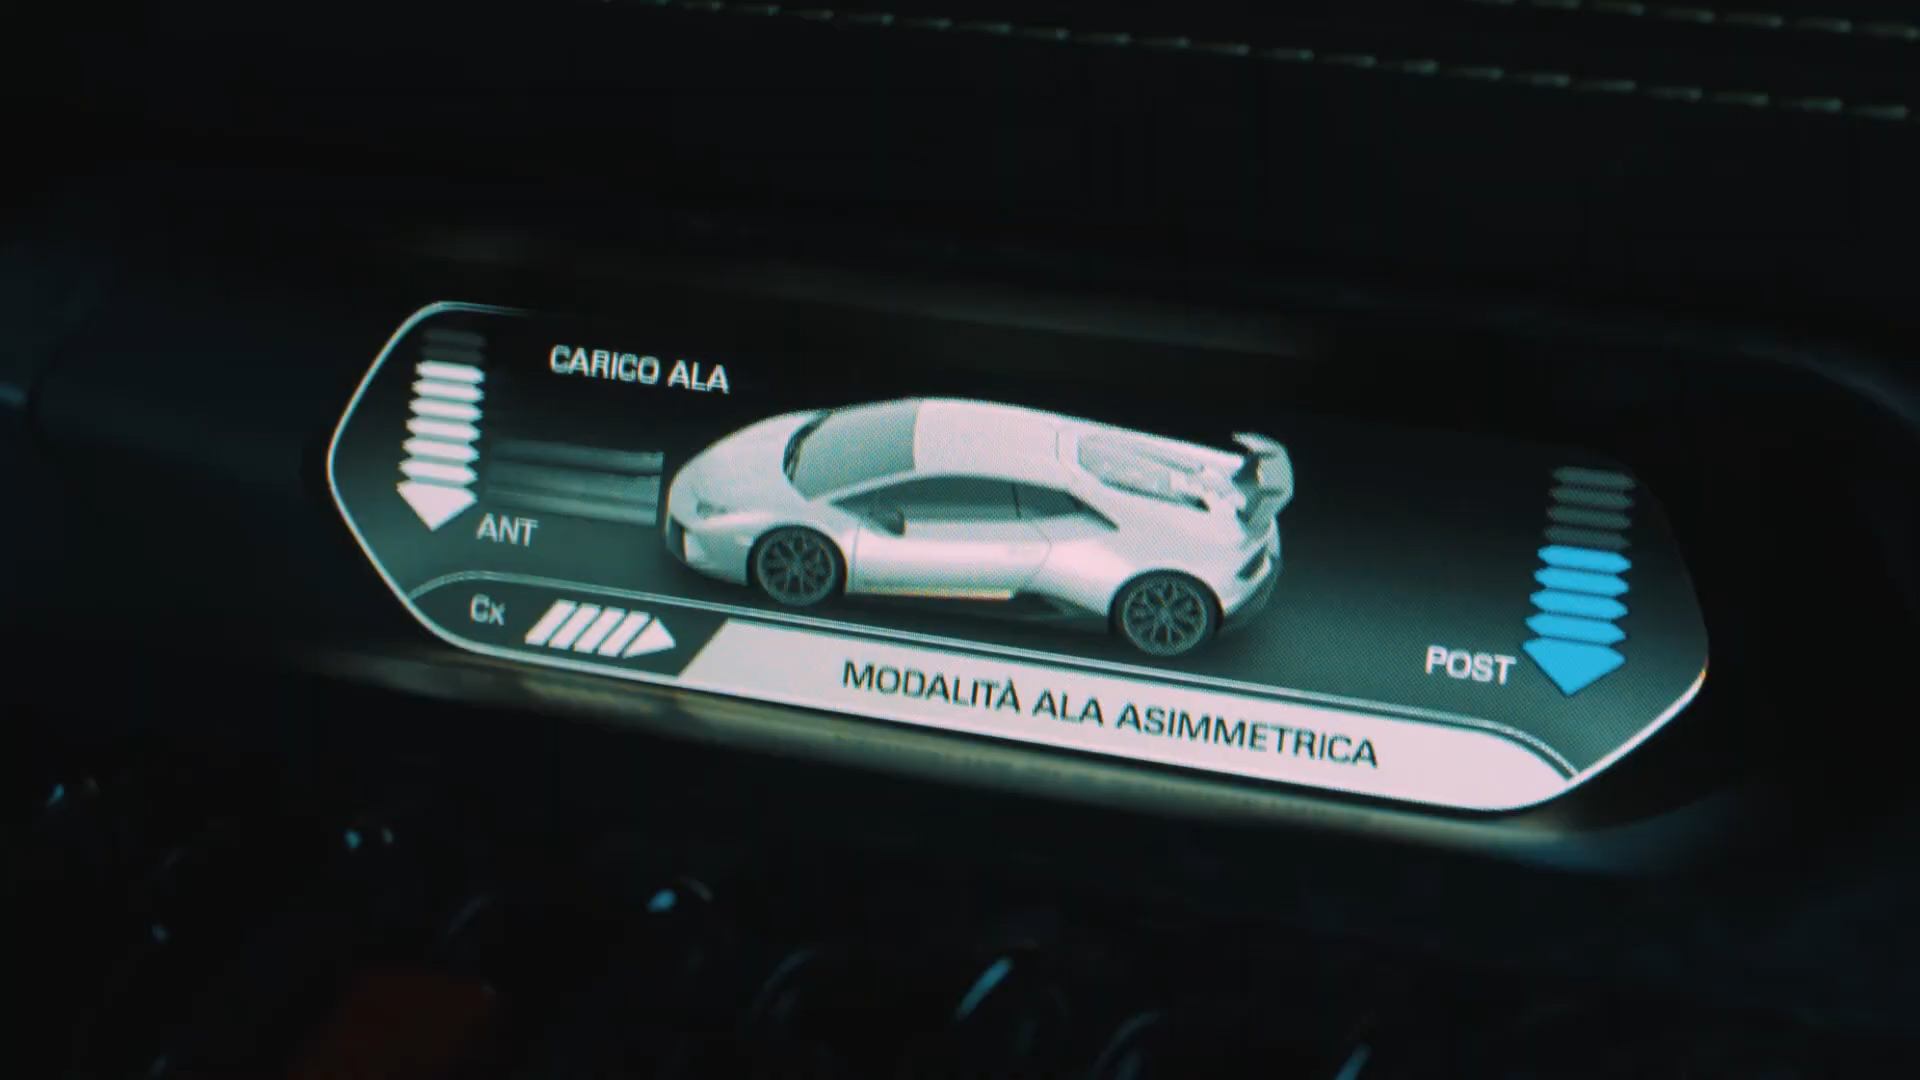 CARICO ALA
ANT
Cx
POST
MODALITÀ ALA ASIMMETRICA